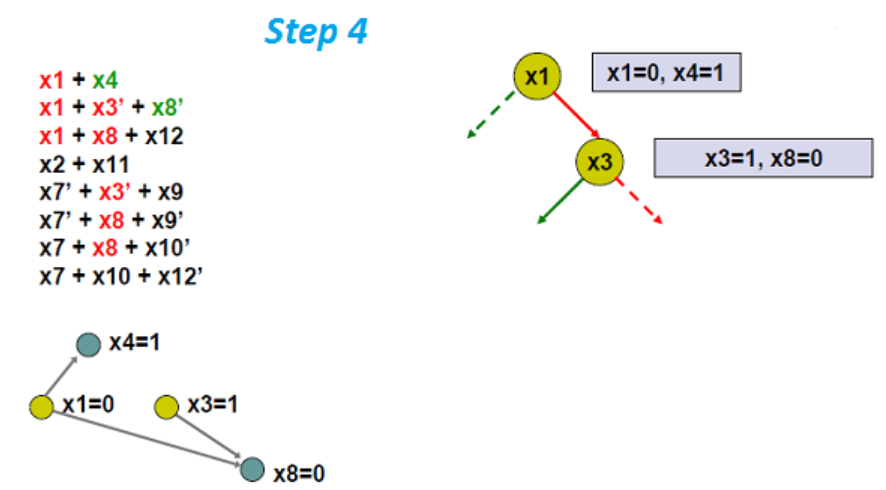 Step 4
x1 + x4
x1 + x3’ + x8’
x1 + x8 + x12
x2 + x11
x7’ + x3’ + x9
x7’ + x8 + x9’
x7 + x8 + x10’
x7 + x10 + x12’
x1
x1=0, x4=1
x3
x3=1, x8=0
x4=1
x1=0
x3=1
x8=0